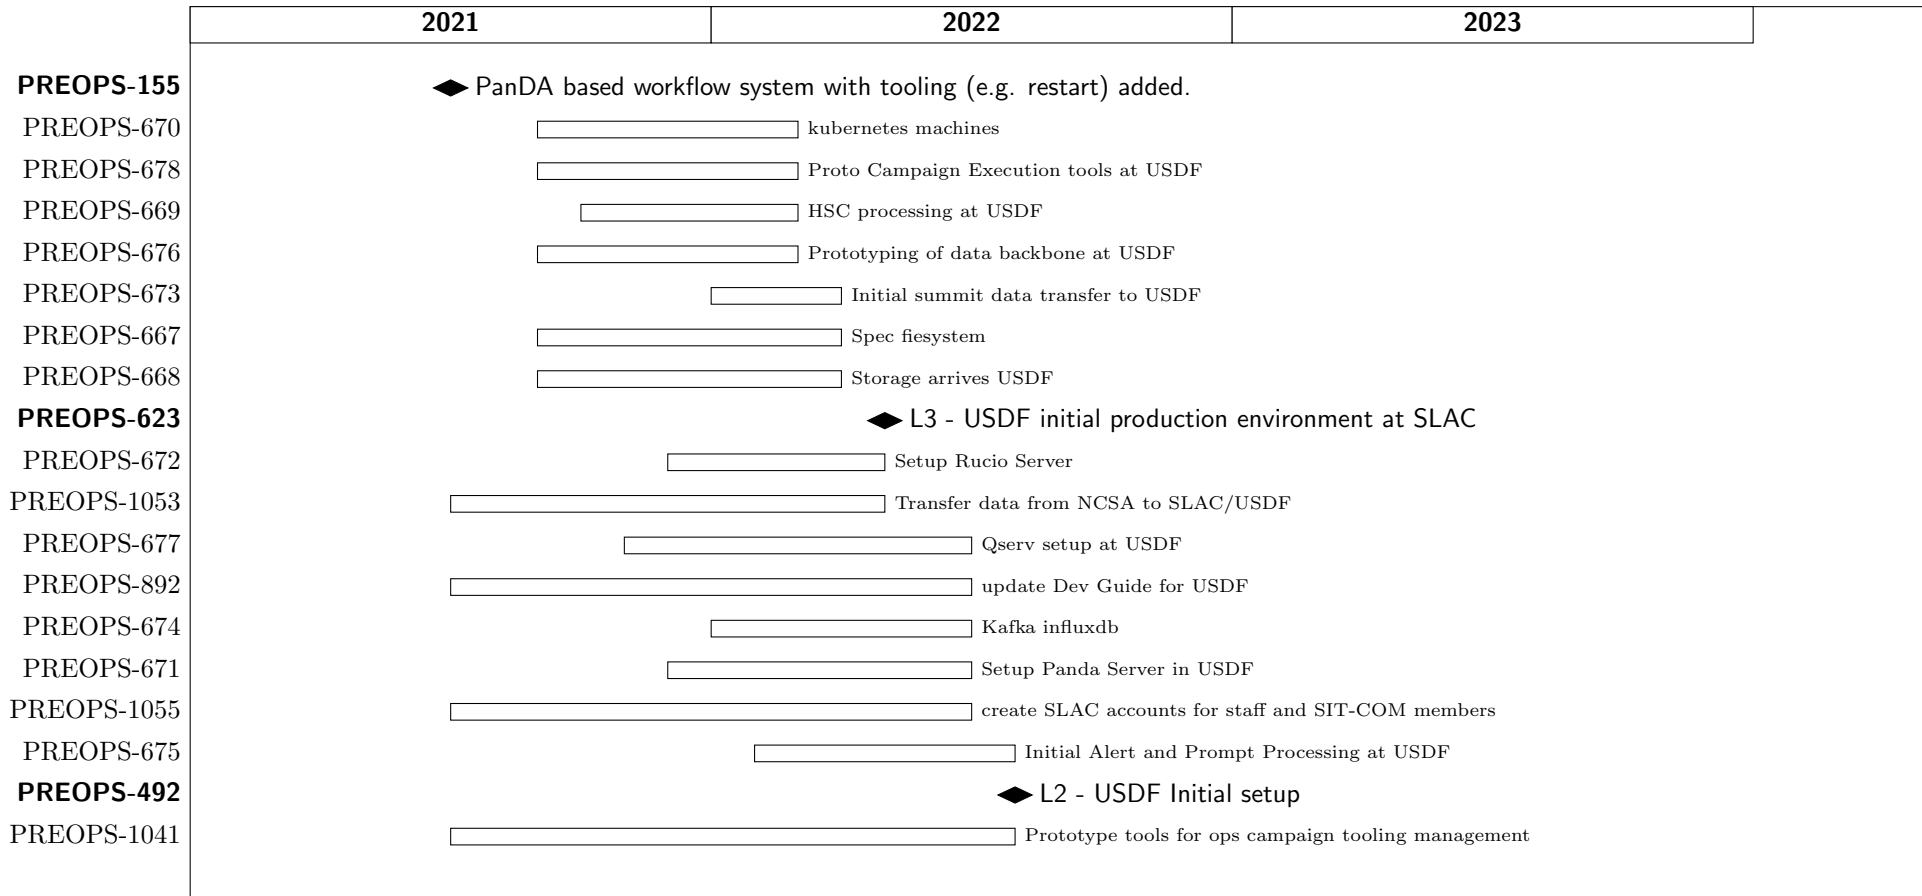 2021 2022 2023
PREOPS-155 PanDA based workflow system with tooling (e.g. restart) added.
PREOPS-670 kubernetes machines
PREOPS-678 Proto Campaign Execution tools at USDF
PREOPS-669 HSC processing at USDF
PREOPS-676 Prototyping of data backbone at USDF
PREOPS-673 Initial summit data transfer to USDF
PREOPS-667 Spec fiesystem
PREOPS-668 Storage arrives USDF
PREOPS-623 L3 - USDF initial production environment at SLAC
PREOPS-672 Setup Rucio Server
PREOPS-1053 Transfer data from NCSA to SLAC/USDF
PREOPS-677 Qserv setup at USDF
PREOPS-892 update Dev Guide for USDF
PREOPS-674 Kafka influxdb
PREOPS-671 Setup Panda Server in USDF
PREOPS-1055 create SLAC accounts for staff and SIT-COM members
PREOPS-675 Initial Alert and Prompt Processing at USDF
PREOPS-492 L2 - USDF Initial setup
PREOPS-1041 Prototype tools for ops campaign tooling management